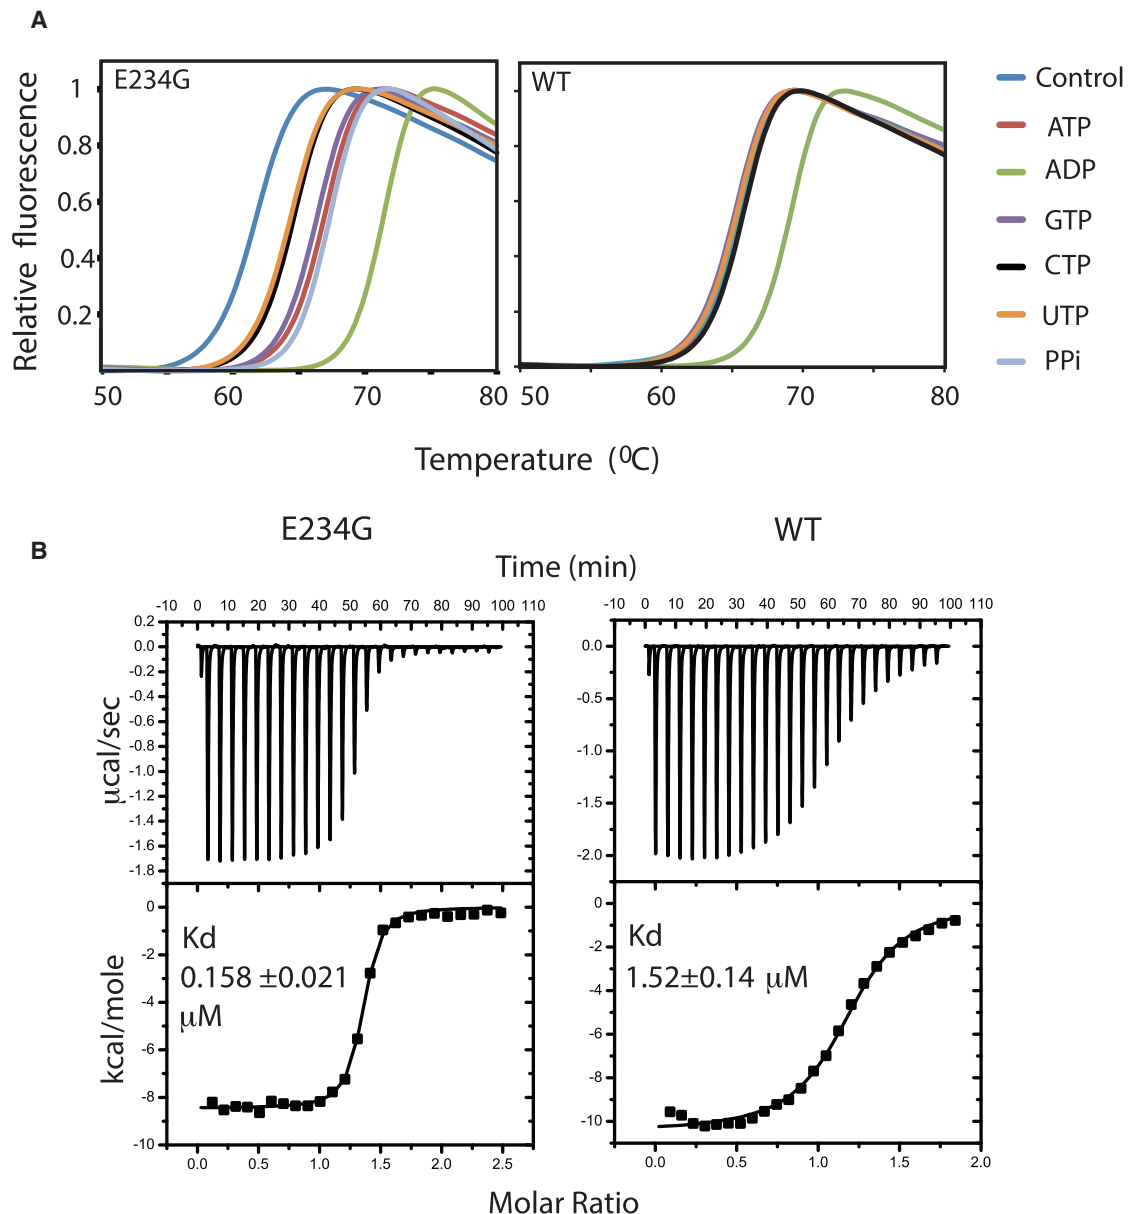 A
E234G
WT
Relative fluorescence
1
0.8
0.6
0.4
0.2
50 60 70 80
50 60 70 80
Temperature (⁰C)
Control
ATP
ADP
GTP
CTP
UTP
PPi
B
E234G
WT
Time (min)
-10 0 10 20 30 40 50 60 70 80 90 100 110
-10 0 10 20 30 40 50 60 70 80 90 100 110
μcal/sec
0.2
0.0
-0.2
-0.4
-0.6
-0.8
-1.0
-1.2
-1.4
-1.6
-1.8
0.0
-0.5
-1.0
-1.5
-2.0
kcal/mole
0
-2
-4
-6
-8
-10
Kd
0.158 ±0.021
μM
0
-2
-4
-6
-8
-10
Kd
1.52±0.14 μM
0.0 0.5 1.0 1.5 2.0 2.5
0.0 0.5 1.0 1.5 2.0
Molar Ratio